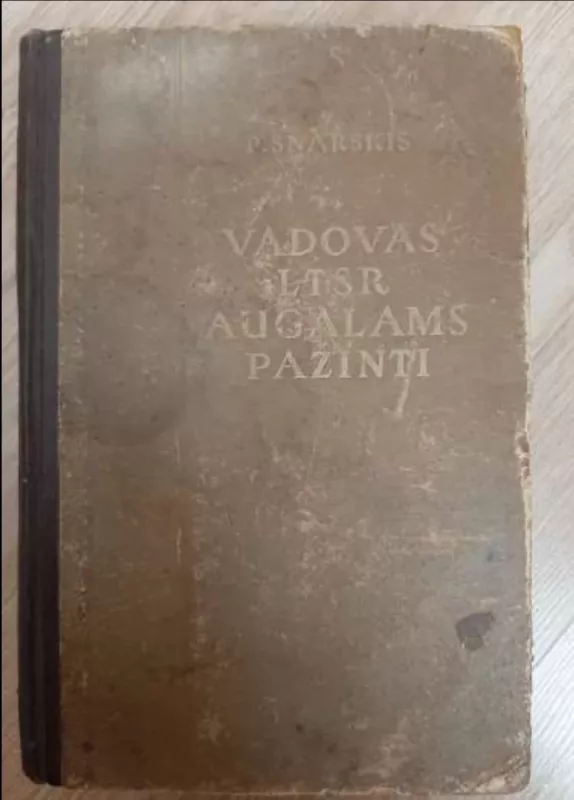 P. SNARSKIS
VADOVAS
LTSR
AUGALAMS
PAŽINTI